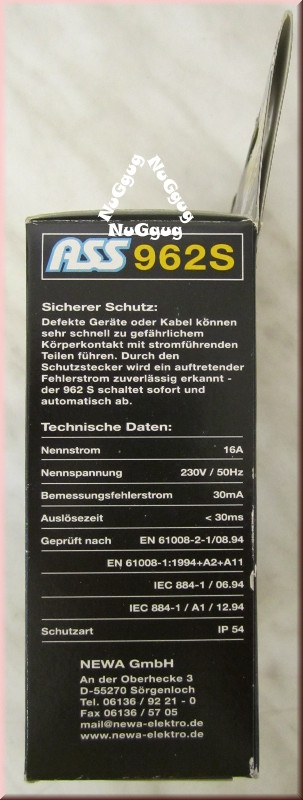 NuGgug
NuGgug
NuGgug
ASS 962S
Sicherer Schutz:
Defekte Geräte oder Kabel können
sehr schnell zu gefährlichem
Körperkontakt mit stromführenden
Teilen führen. Durch den
Schutzstecker wird ein auftretender
Fehlerstrom zuverlässig erkannt -
der 962 S schaltet sofort und
automatisch ab.
Technische Daten:
Nennstrom 16A
Nennspannung 230V / 50Hz
Bemessungsfehlerstrom 30mA
Auslösezeit < 30ms
Geprüft nach EN 61008-2-1/08.94
EN 61008-1:1994+A2+A11
IEC 884-1 / 06.94
IEC 884-1 / A1 / 12.94
Schutzart IP 54
NEWA GmbH
An der Oberhecke 3
D-55270 Sörgenloch
Tel. 06136 / 92 21 - 0
Fax 06136 / 57 05
mail@newa-elektro.de
www.newa-elektro.de